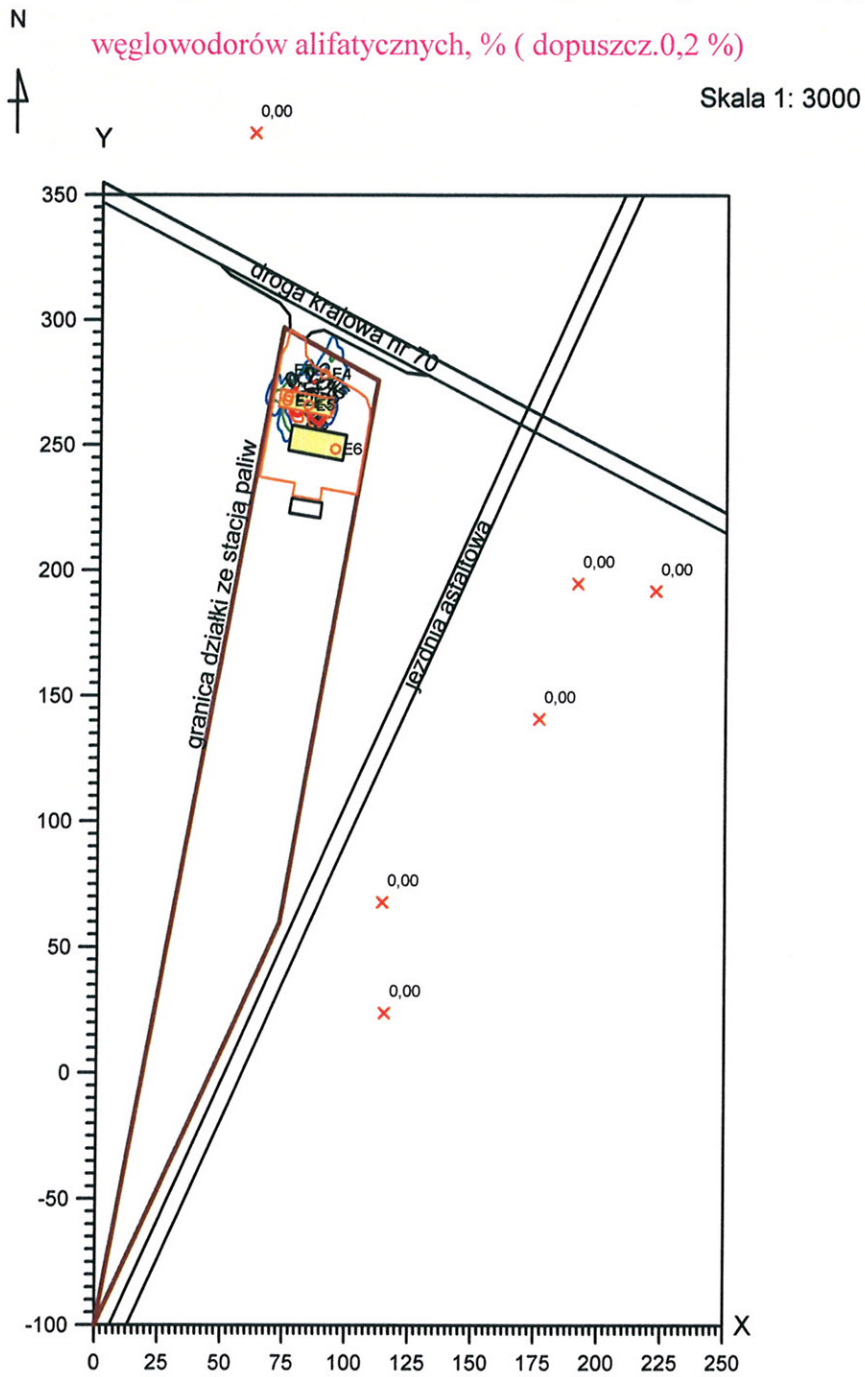 N
węglowodorów alifatycznych, % ( dopuszcz.0,2 %)
Skala 1: 3000
0,00
Y
350
droga krajowa nr 70
300
E4
E5
250
E6
granica działki ze stacją paliw
200
0,00
0,00
jezdnia asfaltowa
150
0,00
100
0,00
50
0,00
0
-50
-100
X
0 25 50 75 100 125 150 175 200 225 250